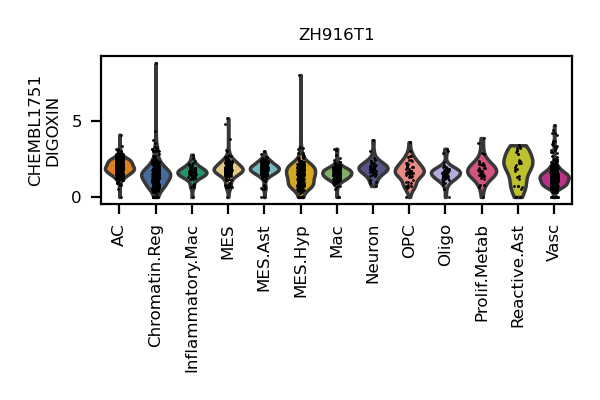 ZH916T1
CHEMBL1751
DIGOXIN
5
0
AC
Chromatin.Reg
Inflammatory.Mac
MES
MES.Ast
MES.Hyp
Mac
Neuron
OPC
Oligo
Prolif.Metab
Reactive.Ast
Vasc